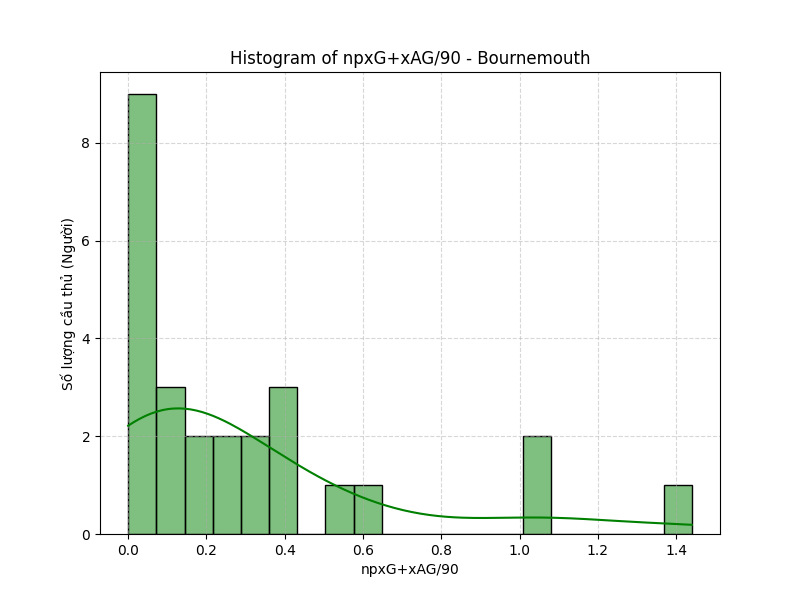 Histogram of npxG+xAG/90 - Bournemouth
Số lượng cầu thủ (Người)
8
6
4
2
0
0.0 0.2 0.4 0.6 0.8 1.0 1.2 1.4
npxG+xAG/90